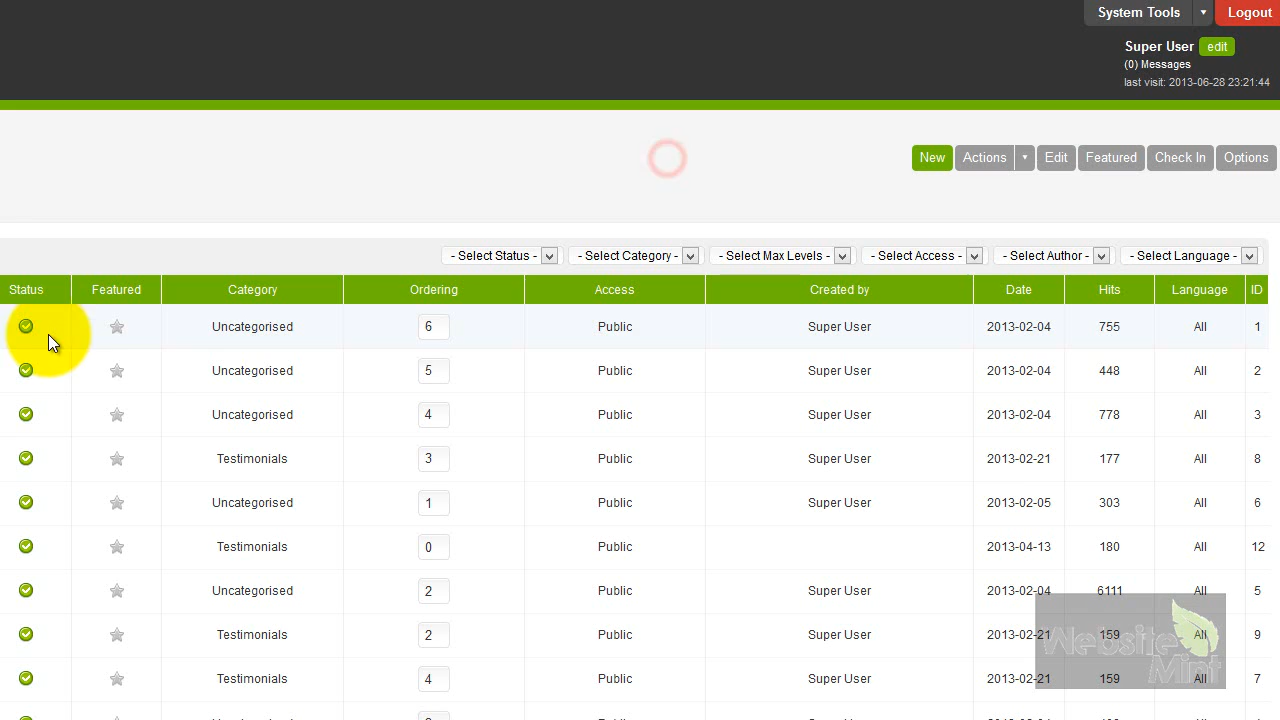 System Tools Logout
Super User edit
(0) Messages
last visit: 2013-06-28 23:21:44
New Actions Edit Featured Check In Options
- Select Status - - Select Category - - Select Max Levels - - Select Access - - Select Author - - Select Language -
Status Featured Category Ordering Access Created by Date Hits Language ID
Uncategorised 6 Public Super User 2013-02-04 755 All 1
Uncategorised 5 Public Super User 2013-02-04 448 All 2
Uncategorised 4 Public Super User 2013-02-04 778 All 3
Testimonials 3 Public Super User 2013-02-21 177 All 8
Uncategorised 1 Public Super User 2013-02-05 303 All 6
Testimonials 0 Public 2013-04-13 180 All 12
Uncategorised 2 Public Super User 2013-02-04 6111 All 5
Testimonials 2 Public Super User 2013-02-21 159 All 9
Testimonials 4 Public Super User 2013-02-21 159 All 7
Website
Mint